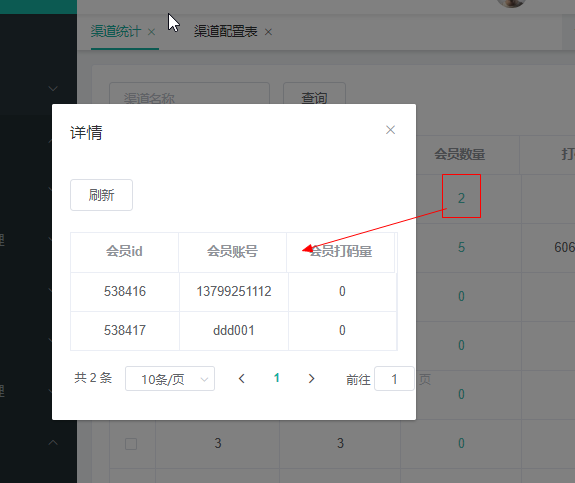 渠道统计 × 渠道配置表 ×
渠道名称 查询
会员数量
2
5
606
0
0
0
3 3 0
详情
刷新
会员id 会员账号 会员打码量
538416 13799251112 0
538417 ddd001 0
共 2 条 10条/页 < 1 > 前往 1 页
理
理
打